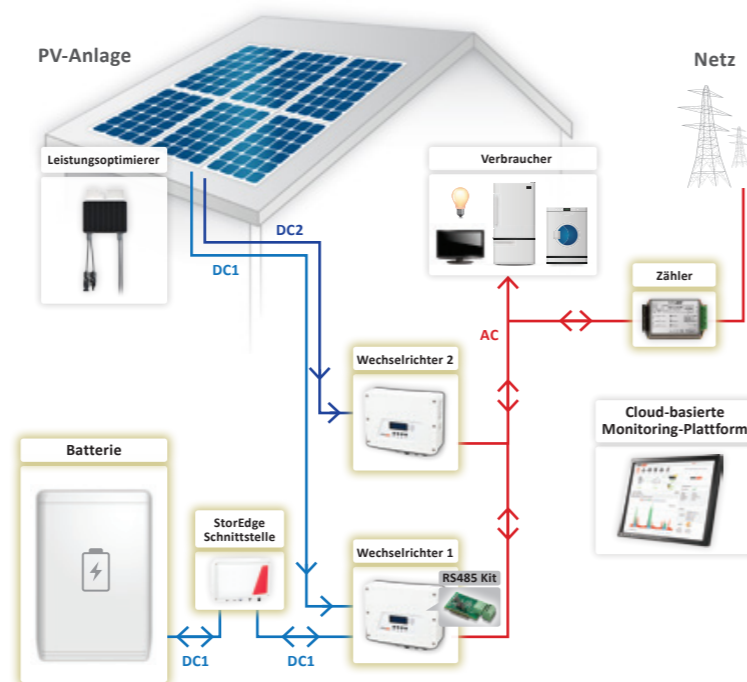 PV-Anlage
Netz
Leistungsoptimierer
Verbraucher
DC2
DC1
Zähler
AC
Wechselrichter 2
Cloud-basierte
Monitoring-Plattform
Batterie
StorEdge
Schnittstelle
Wechselrichter 1
RS485 Kit
DC1
DC1